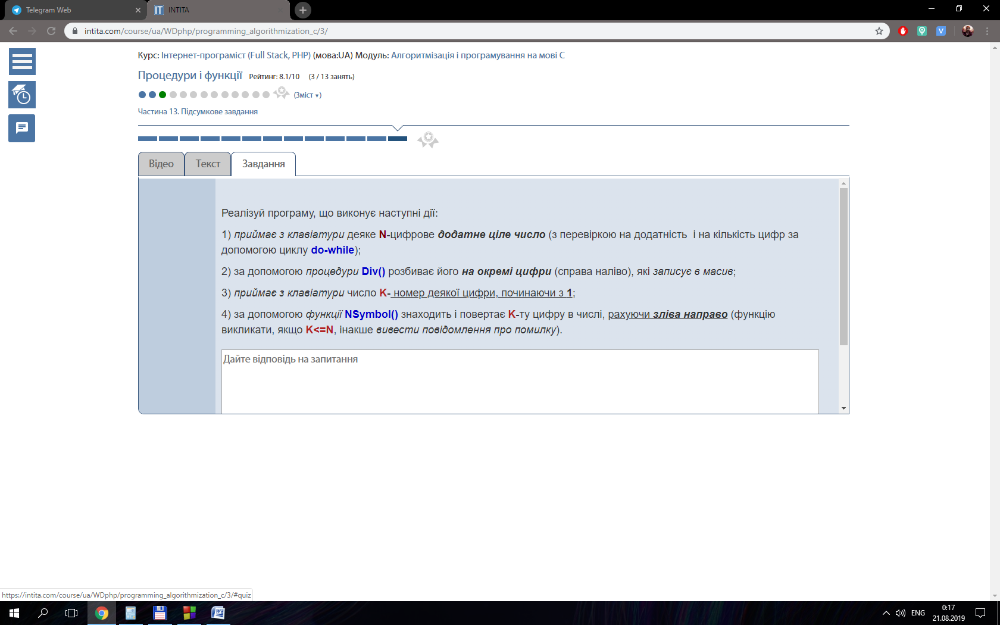 Telegram Web
INTITA
intita.com/course/ua/WDphp/programming_algorithmization_c/3/
Курс: Інтернет-програміст (Full Stack, PHP) (мова:UA) Модуль: Алгоритмізація і програмування на мові C
Процедури і функції Рейтинг: 8.1/10 (3 / 13 занять)
(Зміст ▾)
Частина 13. Підсумкове завдання
Відео Текст Завдання
Реалізуй програму, що виконує наступні дії:
1) приймає з клавіатури деяке N-цифрове додатне ціле число (з перевіркою на додатність і на кількість цифр за
допомогою циклу do-while);
2) за допомогою процедури Div() розбиває його на окремі цифри (справа наліво), які записує в масив;
3) приймає з клавіатури число K- номер деякої цифри, починаючи з 1;
4) за допомогою функції NSymbol() знаходить і повертає K-ту цифру в числі, рахуючи зліва направо (функцію
викликати, якщо K<=N, інакше вивести повідомлення про помилку).
Дайте відповідь на запитання
https://intita.com/course/ua/WDphp/programming_algorithmization_c/3/#quiz
ENG
0:17
21.08.2019